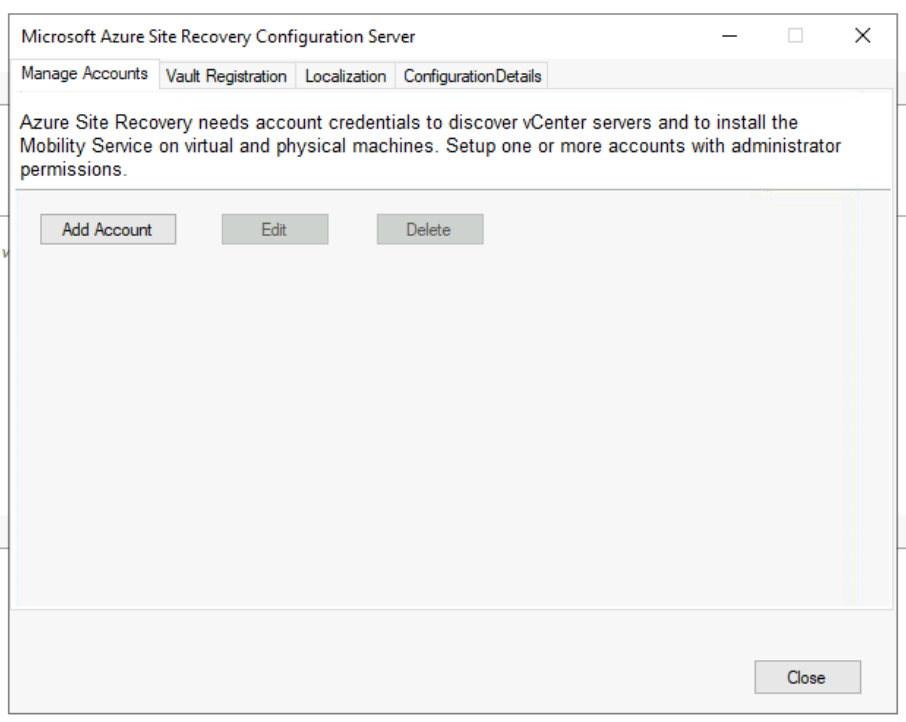 Microsoft Azure Site Recovery Configuration Server
Manage Accounts Vault Registration Localization ConfigurationDetails
Azure Site Recovery needs account credentials to discover vCenter servers and to install the
Mobility Service on virtual and physical machines. Setup one or more accounts with administrator
permissions.
Add Account Edit Delete
Close